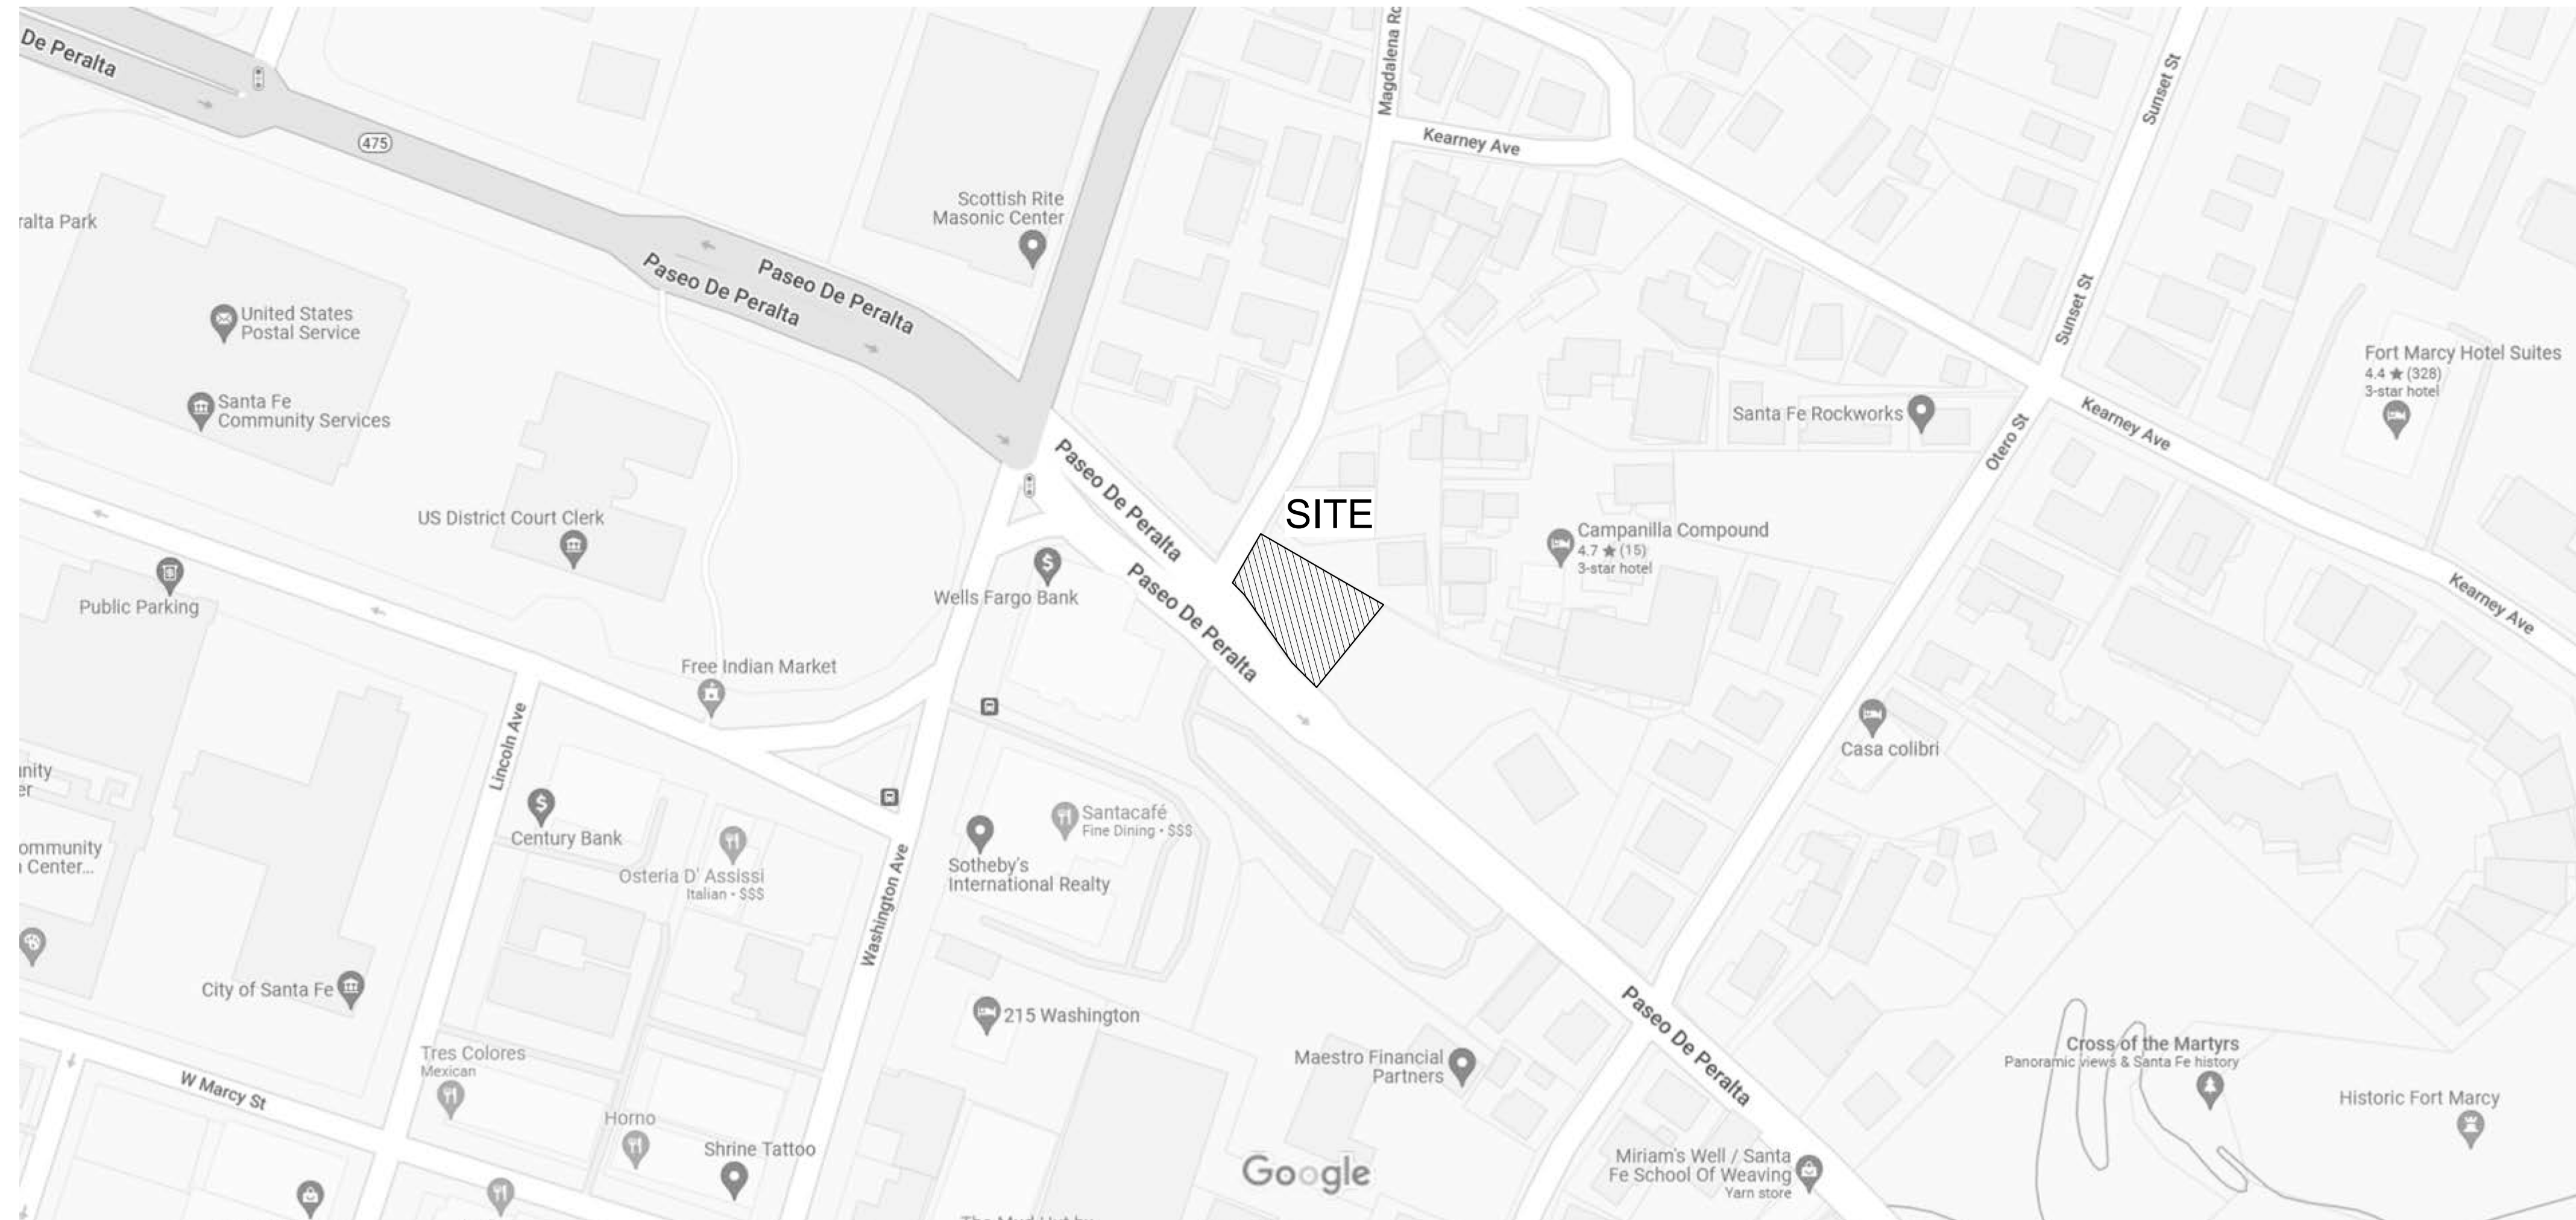 De Peralta
475
Magdalena Rd
Kearney Ave
Sunset St
Scottish Rite
Masonic Center
ralta Park
Paseo De Peralta
Paseo De Peralta
United States
Postal Service
Sunset St
Fort Marcy Hotel Suites
4.4 ★ (328)
3-star hotel
Santa Fe
Community Services
Santa Fe Rockworks
Kearney Ave
Otero St
Paseo De Peralta
SITE
US District Court Clerk
Campanilla Compound
4.7 ★ (15)
3-star hotel
Public Parking
Wells Fargo Bank
Paseo De Peralta
Kearney Ave
Free Indian Market
Lincoln Ave
Casa colibri
nity
er
Century Bank
Santacafé
Fine Dining • $$$
ommunity
Center...
Osteria D' Assissi
Italian • $$$
Sotheby's
International Realty
Washington Ave
City of Santa Fe
215 Washington
Paseo De Peralta
Tres Colores
Mexican
Maestro Financial
Partners
Cross of the Martyrs
Panoramic views & Santa Fe history
W Marcy St
Historic Fort Marcy
Horno
Shrine Tattoo
Google
Miriam's Well / Santa
Fe School Of Weaving
Yarn store